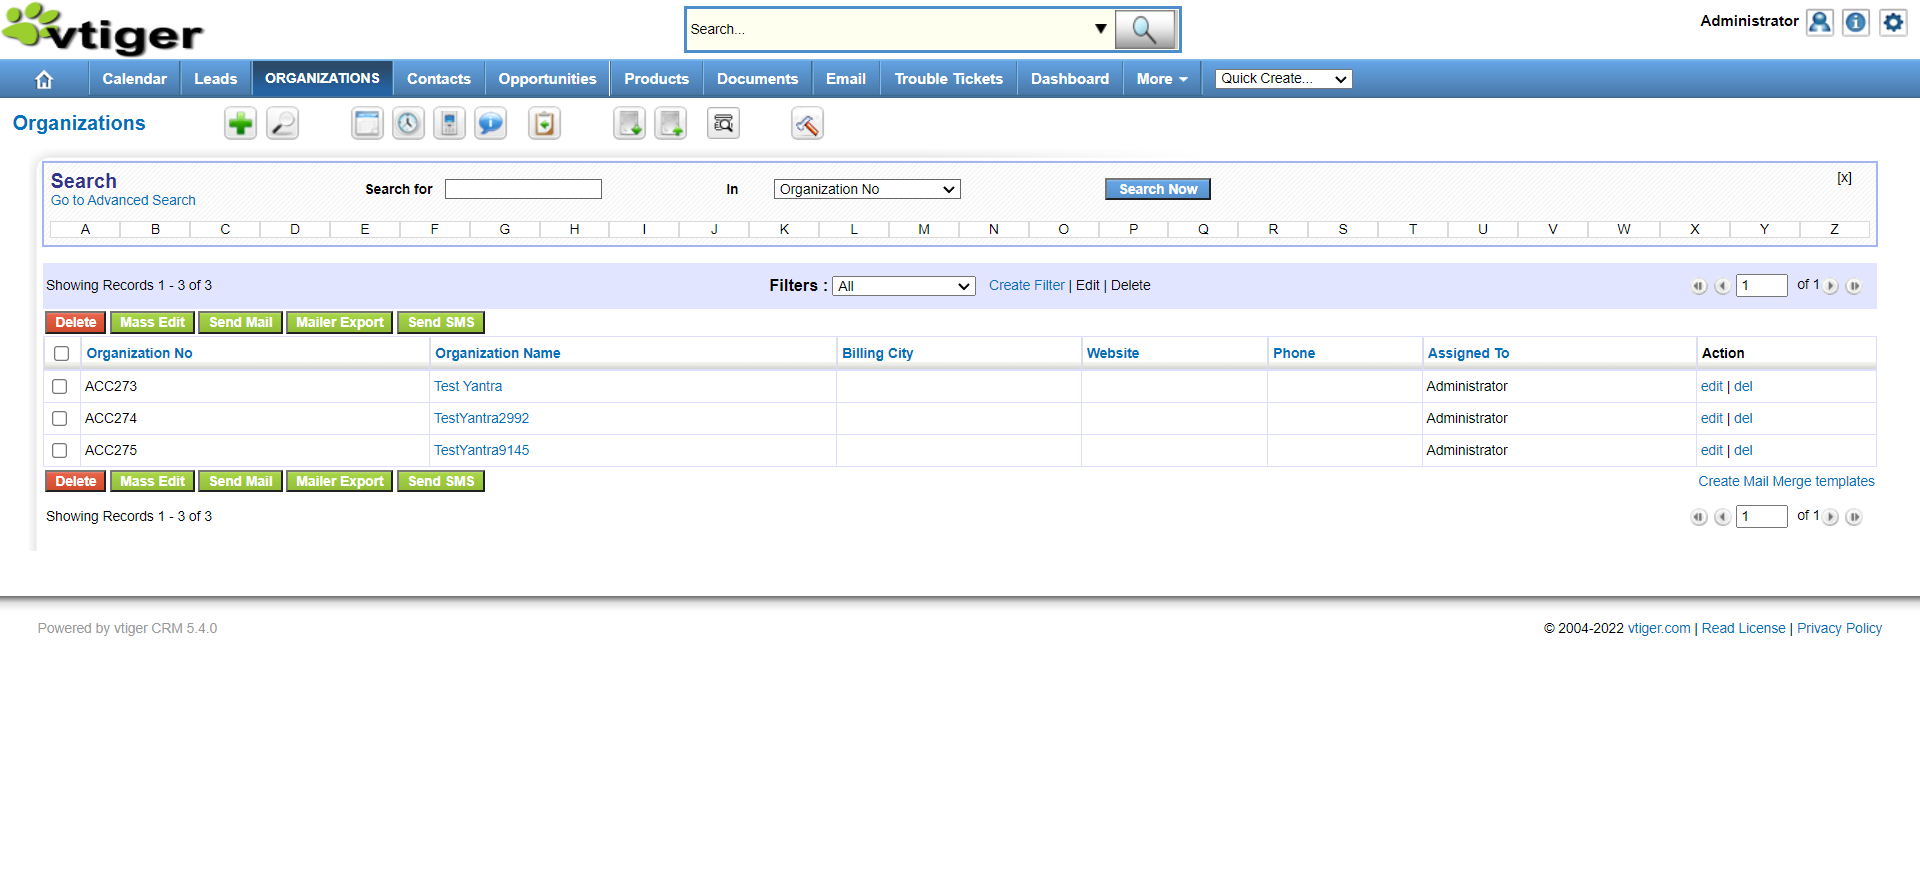 vtiger
Search...
Administrator
Calendar Leads ORGANIZATIONS Contacts Opportunities Products Documents Email Trouble Tickets Dashboard More Quick Create...
Organizations
Search
Go to Advanced Search
Search for In Organization No Search Now [x]
A B C D E F G H I J K L M N O P Q R S T U V W X Y Z
Showing Records 1 - 3 of 3 Filters : All Create Filter | Edit | Delete 1 of 1
Delete Mass Edit Send Mail Mailer Export Send SMS
Organization No Organization Name Billing City Website Phone Assigned To Action
ACC273 Test Yantra Administrator edit | del
ACC274 TestYantra2992 Administrator edit | del
ACC275 TestYantra9145 Administrator edit | del
Delete Mass Edit Send Mail Mailer Export Send SMS Create Mail Merge templates
Showing Records 1 - 3 of 3 1 of 1
Powered by vtiger CRM 5.4.0 © 2004-2022 vtiger.com | Read License | Privacy Policy